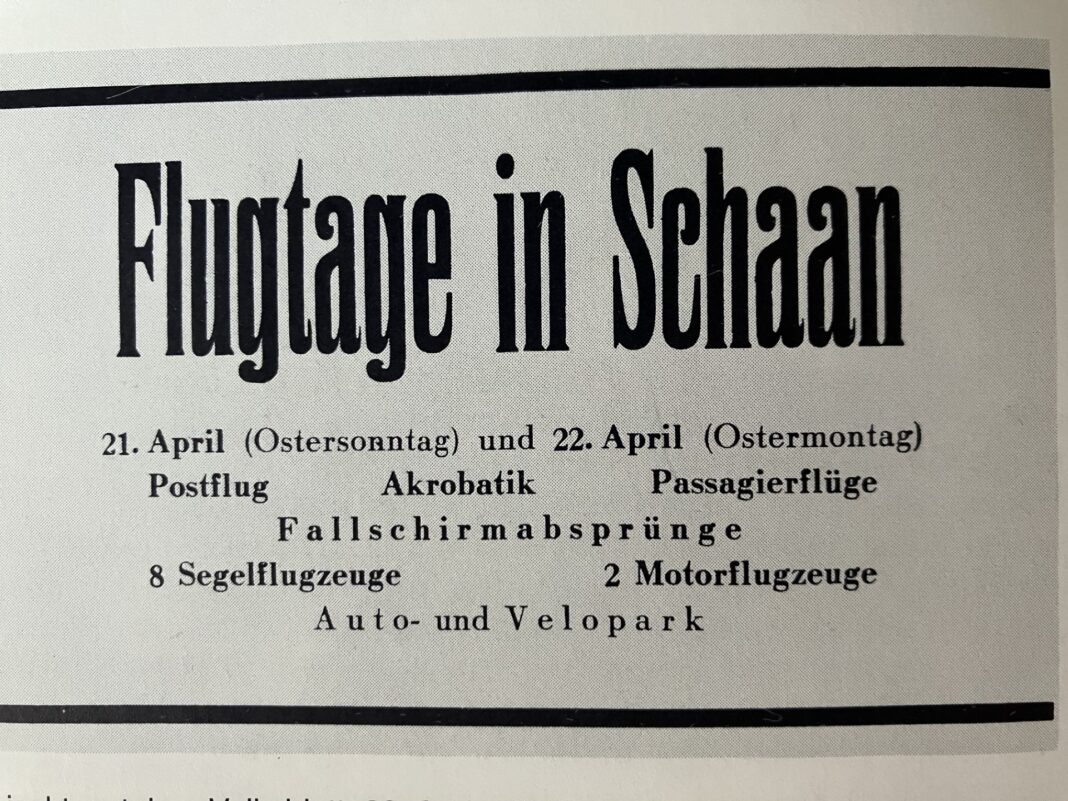 Flugtage in Schaan
21. April (Ostersonntag) und 22. April (Ostermontag)
Postflug Akrobatik Passagierflüge
Fallschirmabsprünge
8 Segelflugzeuge 2 Motorflugzeuge
Auto- und Velopark